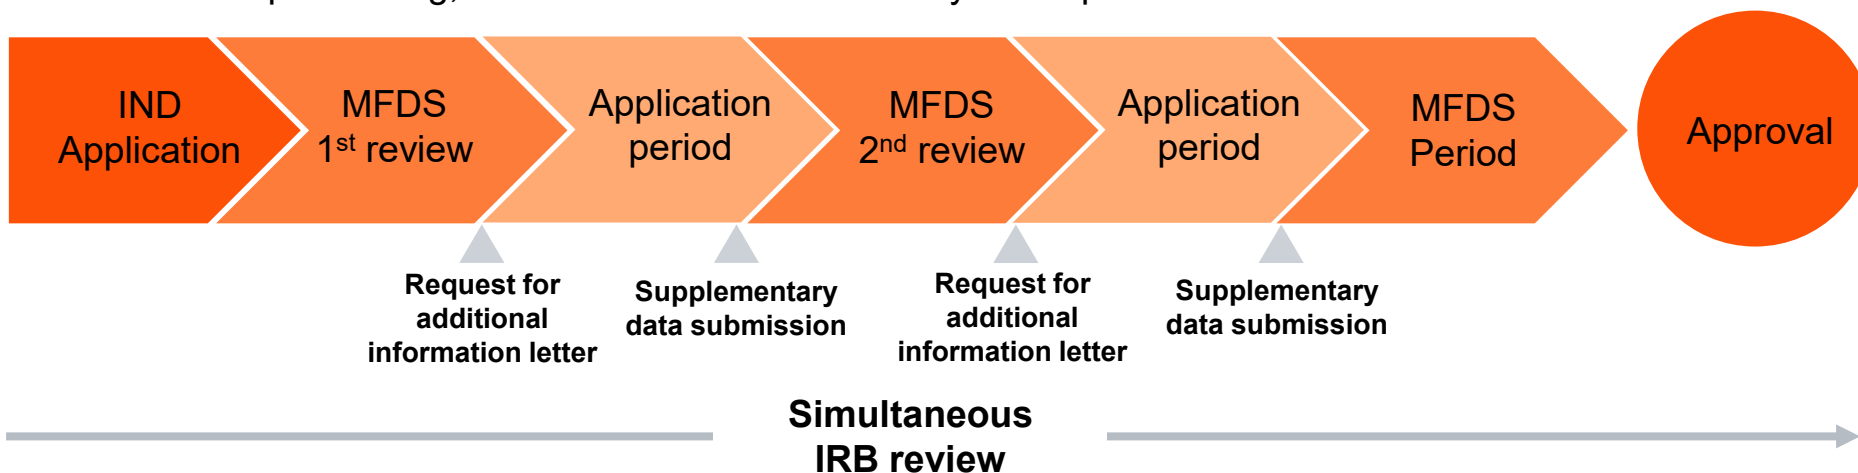 IND
Application
MFDS
1st review
Application
period
MFDS
2nd review
Application
period
MFDS
Period
Approval
Request for
additional
information letter
Supplementary
data submission
Request for
additional
information letter
Supplementary
data submission
Simultaneous
IRB review